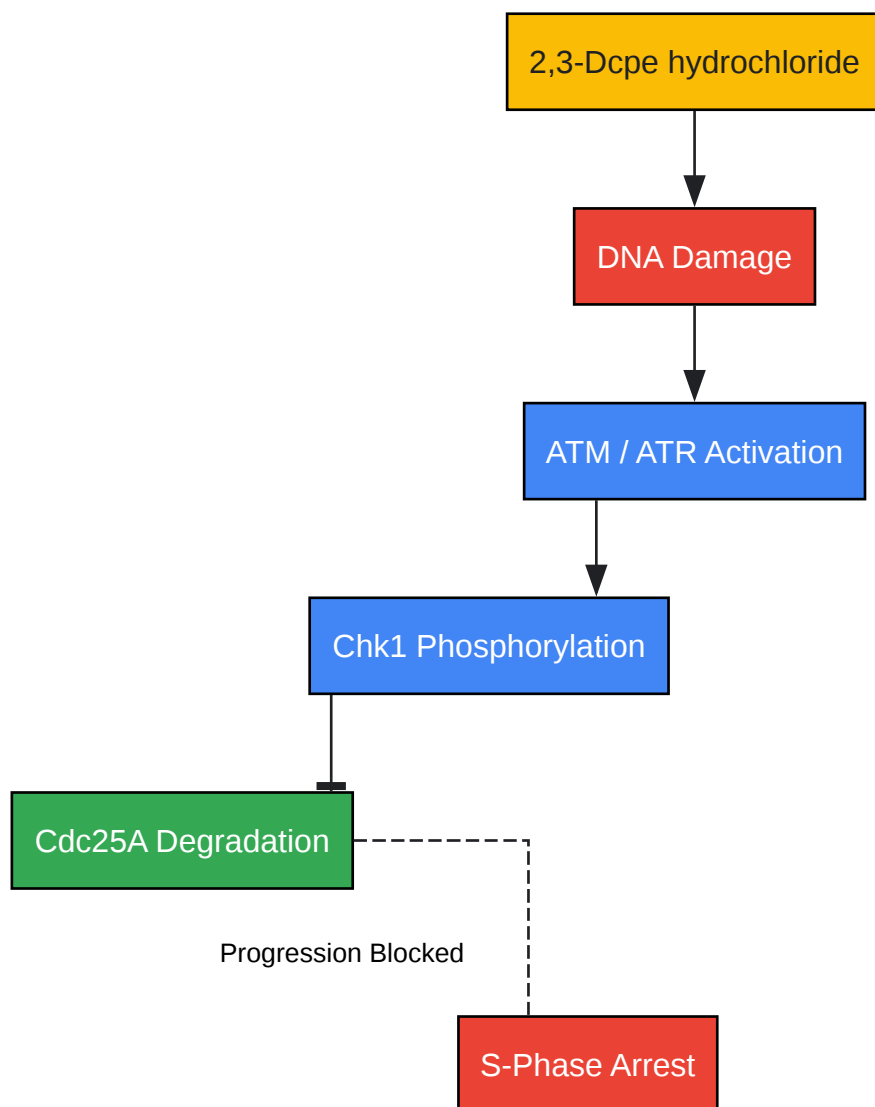 2,3-Dcpe hydrochloride
DNA Damage
ATM / ATR Activation
Chk1 Phosphorylation
Cdc25A Degradation
Progression Blocked
S-Phase Arrest